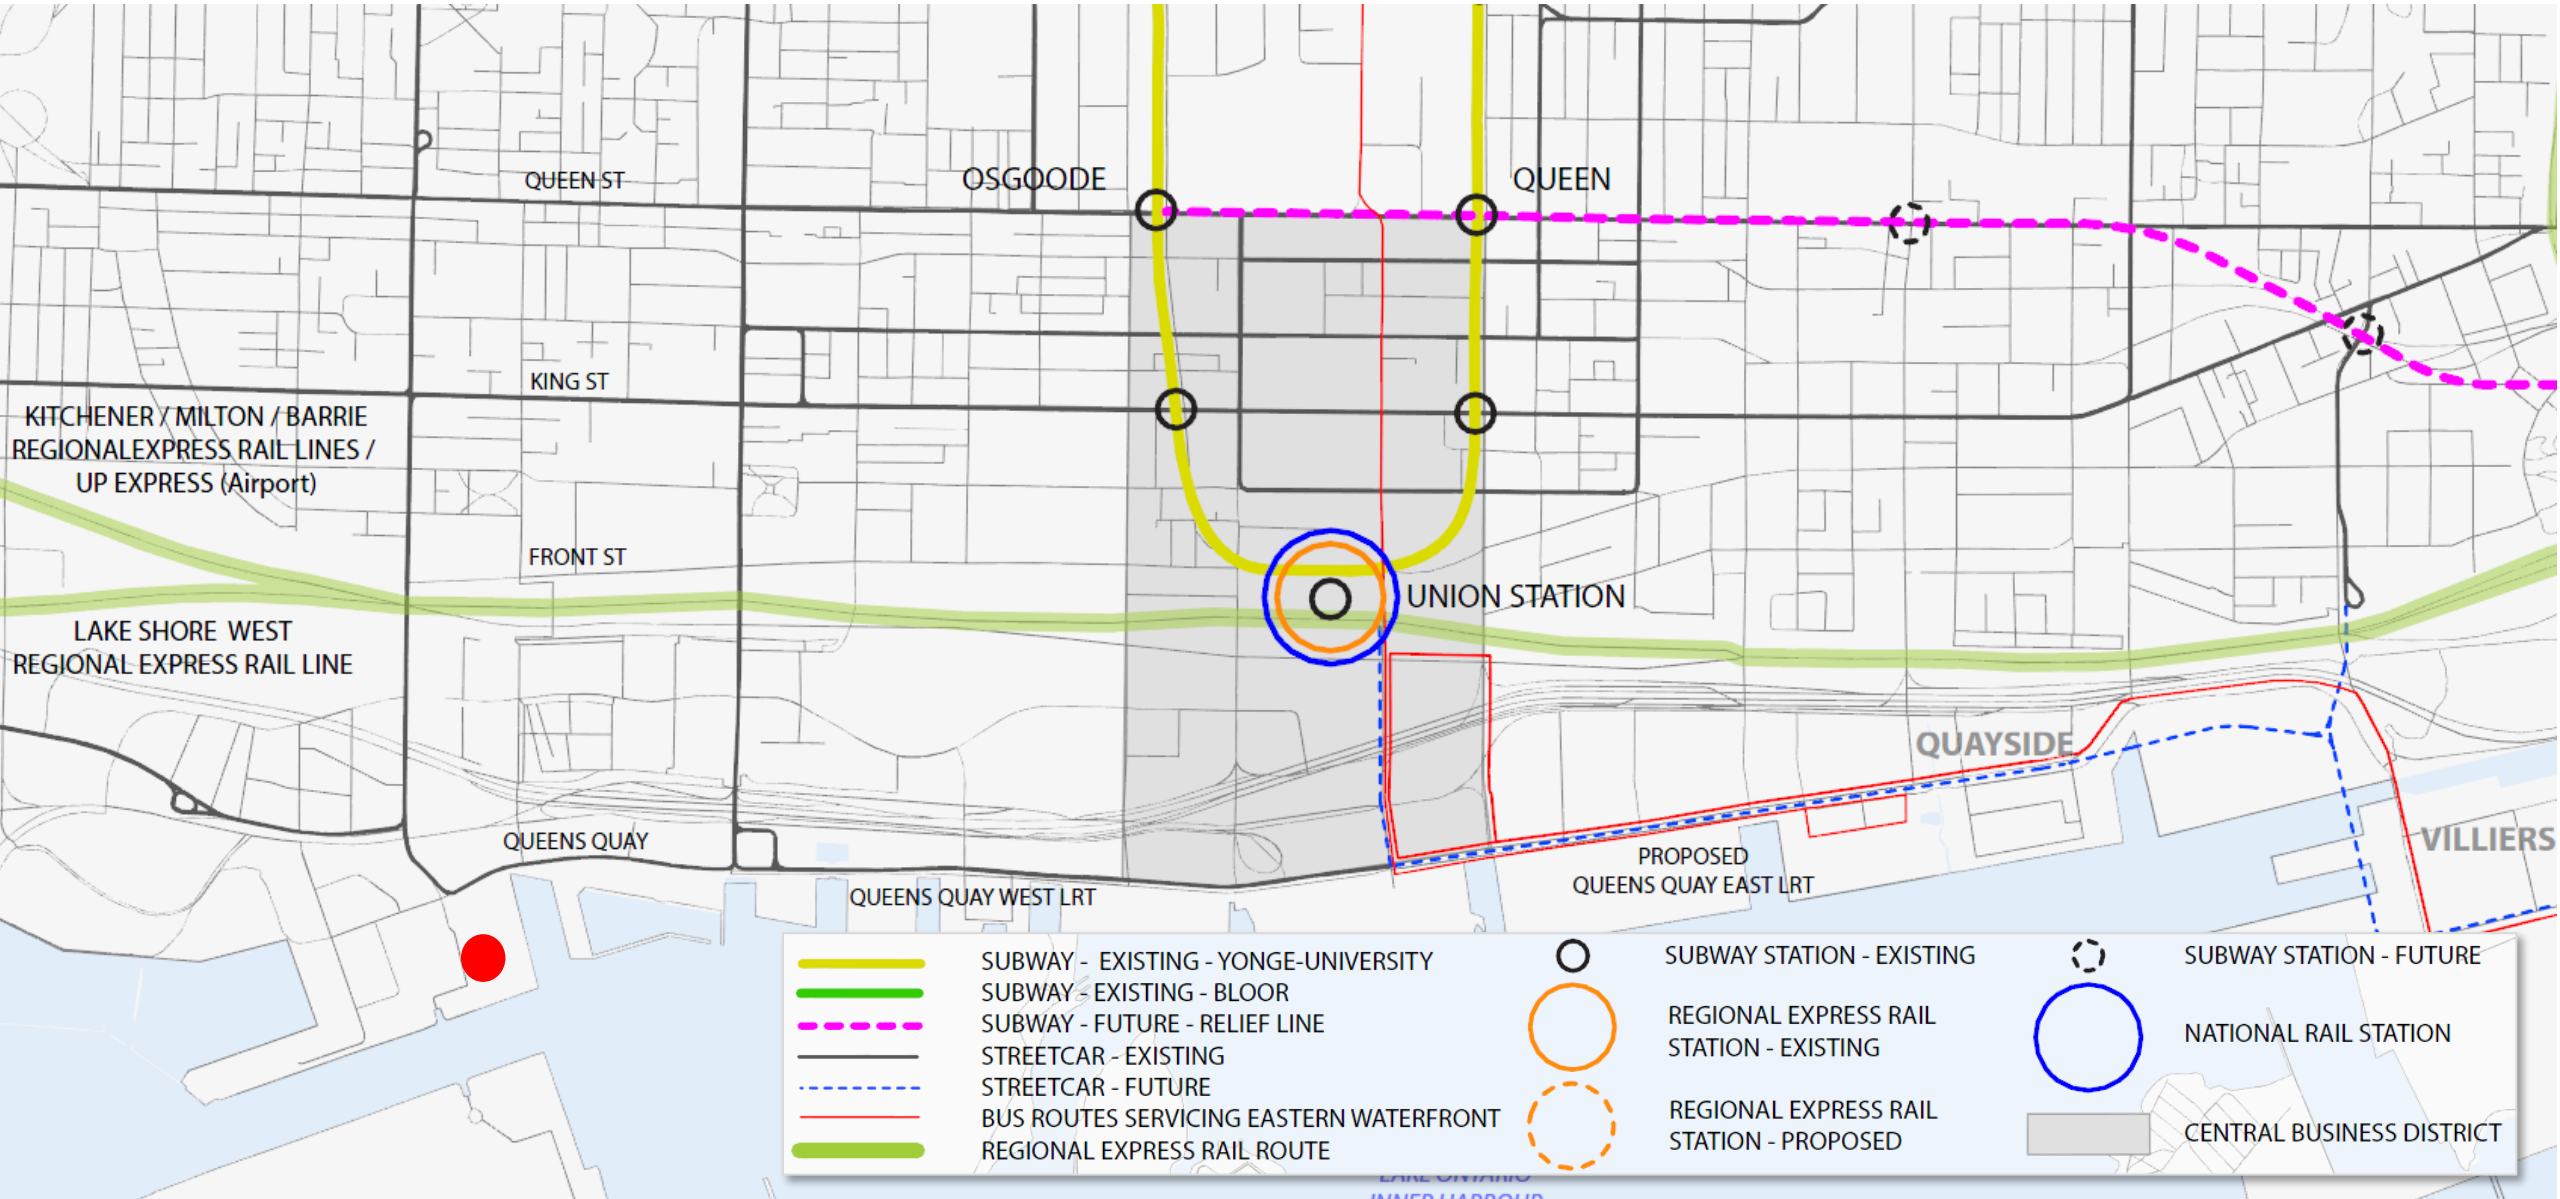 OSGOODE
QUEEN
QUEEN ST
KING ST
KITCHENER / MILTON / BARRIE
REGIONALEXPRESS RAIL LINES /
UP EXPRESS (Airport)
FRONT ST
UNION STATION
LAKE SHORE WEST
REGIONAL EXPRESS RAIL LINE
QUAYSIDE
QUEENS QUAY
VILLIERS
PROPOSED
QUEENS QUAY EAST LRT
QUEENS QUAY WEST LRT
SUBWAY - EXISTING - YONGE-UNIVERSITY
SUBWAY - EXISTING - BLOOR
SUBWAY - FUTURE - RELIEF LINE
STREETCAR - EXISTING
STREETCAR - FUTURE
BUS ROUTES SERVICING EASTERN WATERFRONT
REGIONAL EXPRESS RAIL ROUTE
SUBWAY STATION - EXISTING
REGIONAL EXPRESS RAIL
STATION - EXISTING
REGIONAL EXPRESS RAIL
STATION - PROPOSED
SUBWAY STATION - FUTURE
NATIONAL RAIL STATION
CENTRAL BUSINESS DISTRICT
LAKE ONTARIO
INNER HARBOUR